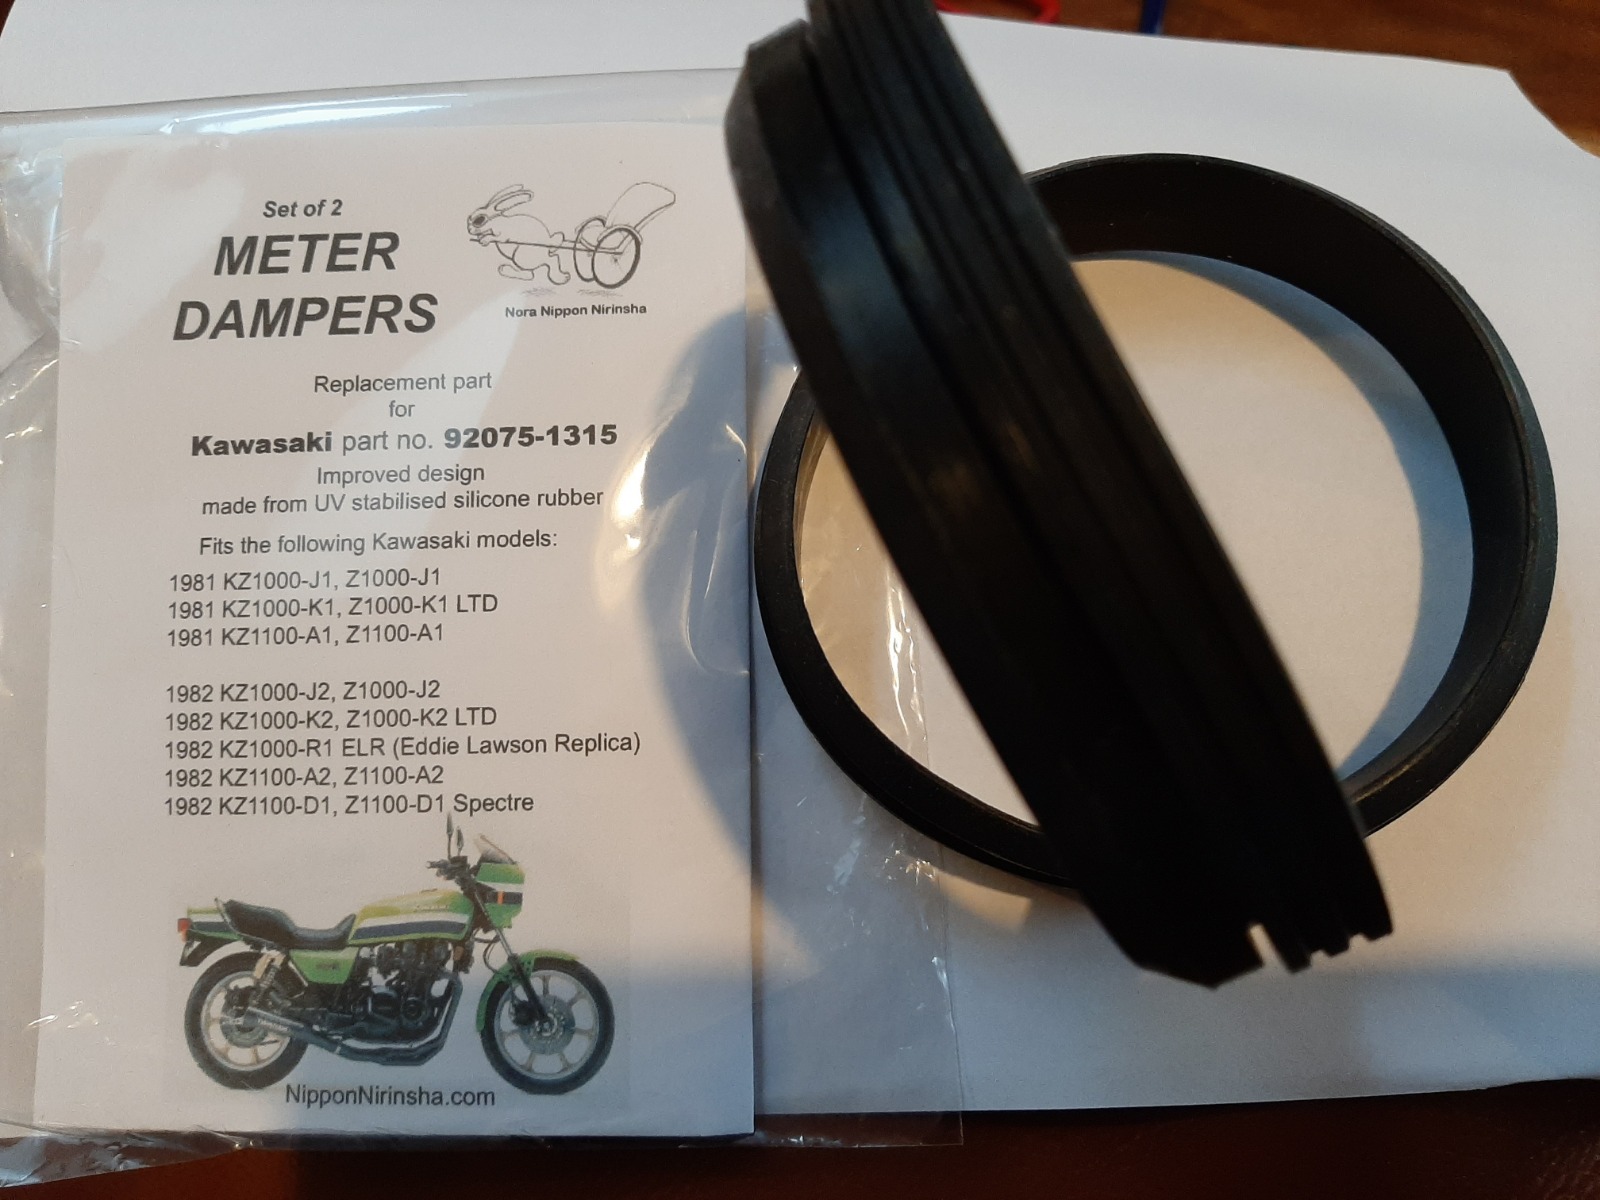 Set of 2
METER
DAMPERS
Nora Nippon Nirinsha
Replacement part
for
Kawasaki part no. 92075-1315
Improved design
made from UV stabilised silicone rubber
Fits the following Kawasaki models:
1981 KZ1000-J1, Z1000-J1
1981 KZ1000-K1, Z1000-K1 LTD
1981 KZ1100-A1, Z1100-A1
1982 KZ1000-J2, Z1000-J2
1982 KZ1000-K2, Z1000-K2 LTD
1982 KZ1000-R1 ELR (Eddie Lawson Replica)
1982 KZ1100-A2, Z1100-A2
1982 KZ1100-D1, Z1100-D1 Spectre
NipponNirinsha.com